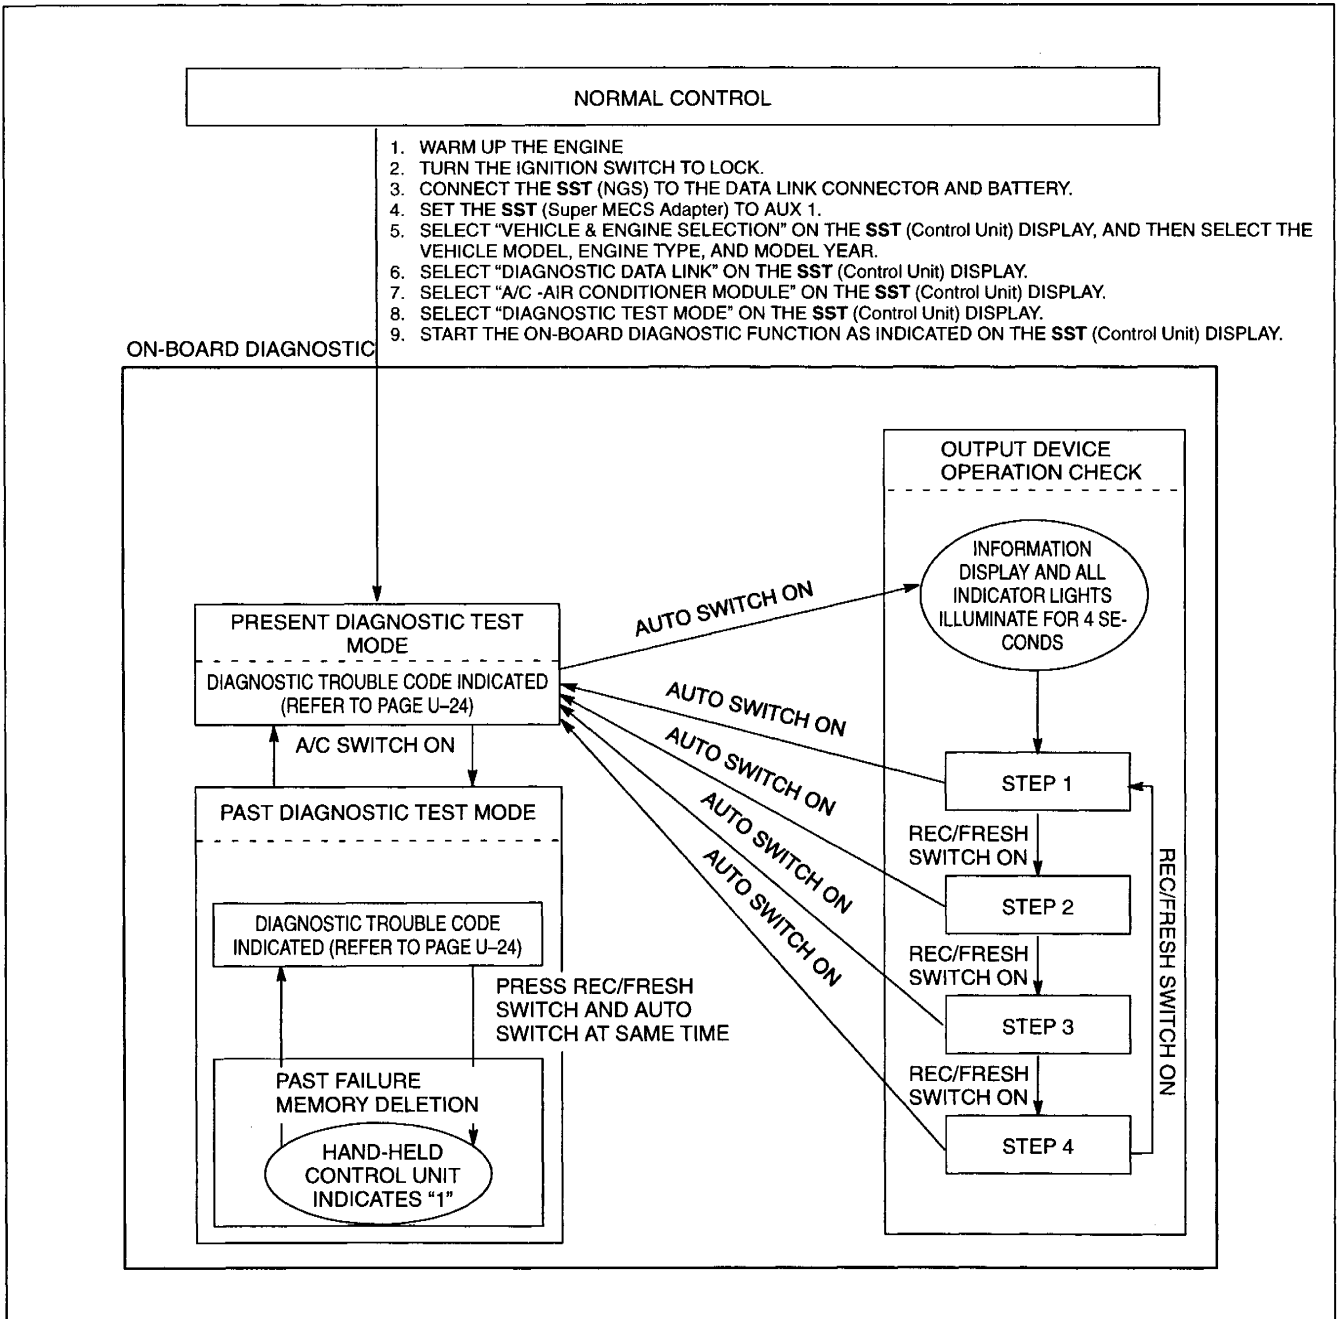 NORMAL CONTROL
1. WARM UP THE ENGINE
2. TURN THE IGNITION SWITCH TO LOCK.
3. CONNECT THE SST (NGS) TO THE DATA LINK CONNECTOR AND BATTERY.
4. SET THE SST (Super MECS Adapter) TO AUX 1.
5. SELECT “VEHICLE & ENGINE SELECTION” ON THE SST (Control Unit) DISPLAY, AND THEN SELECT THE
VEHICLE MODEL, ENGINE TYPE, AND MODEL YEAR.
6. SELECT “DIAGNOSTIC DATA LINK” ON THE SST (Control Unit) DISPLAY.
7. SELECT “A/C -AIR CONDITIONER MODULE” ON THE SST (Control Unit) DISPLAY.
8. SELECT “DIAGNOSTIC TEST MODE” ON THE SST (Control Unit) DISPLAY.
9. START THE ON-BOARD DIAGNOSTIC FUNCTION AS INDICATED ON THE SST (Control Unit) DISPLAY.
ON-BOARD DIAGNOSTIC
PRESENT DIAGNOSTIC TEST
MODE
DIAGNOSTIC TROUBLE CODE INDICATED
(REFER TO PAGE U–24)
A/C SWITCH ON
PAST DIAGNOSTIC TEST MODE
DIAGNOSTIC TROUBLE CODE
INDICATED (REFER TO PAGE U–24)
PRESS REC/FRESH
SWITCH AND AUTO
SWITCH AT SAME TIME
PAST FAILURE
MEMORY DELETION
HAND-HELD
CONTROL UNIT
INDICATES “1”
AUTO SWITCH ON
AUTO SWITCH ON
AUTO SWITCH ON
AUTO SWITCH ON
AUTO SWITCH ON
OUTPUT DEVICE
OPERATION CHECK
INFORMATION
DISPLAY AND ALL
INDICATOR LIGHTS
ILLUMINATE FOR 4 SE-
CONDS
STEP 1
REC/FRESH
SWITCH ON
STEP 2
REC/FRESH
SWITCH ON
STEP 3
REC/FRESH
SWITCH ON
STEP 4
REC/FRESH SWITCH ON